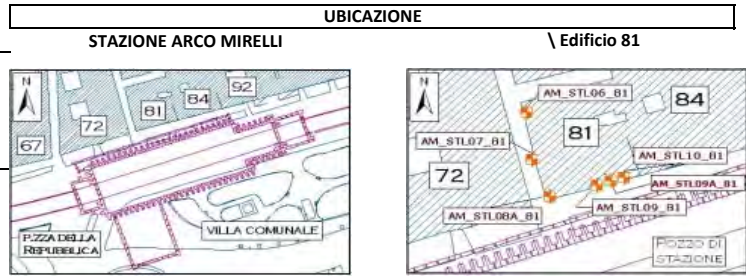 UBICAZIONE
STAZIONE ARCO MIRELLI
\ Edificio 81
N
67
72
81
84
92
P.ZZA DELLA
REPUBBLICA
VILLA COMUNALE
N
AM_STL06_81
84
81
AM_STL07_81
72
AM_STL10_81
AM_STL09A_81
AM_STL08A_81
AM_STL09_81
POZZO DI
STAZIONE